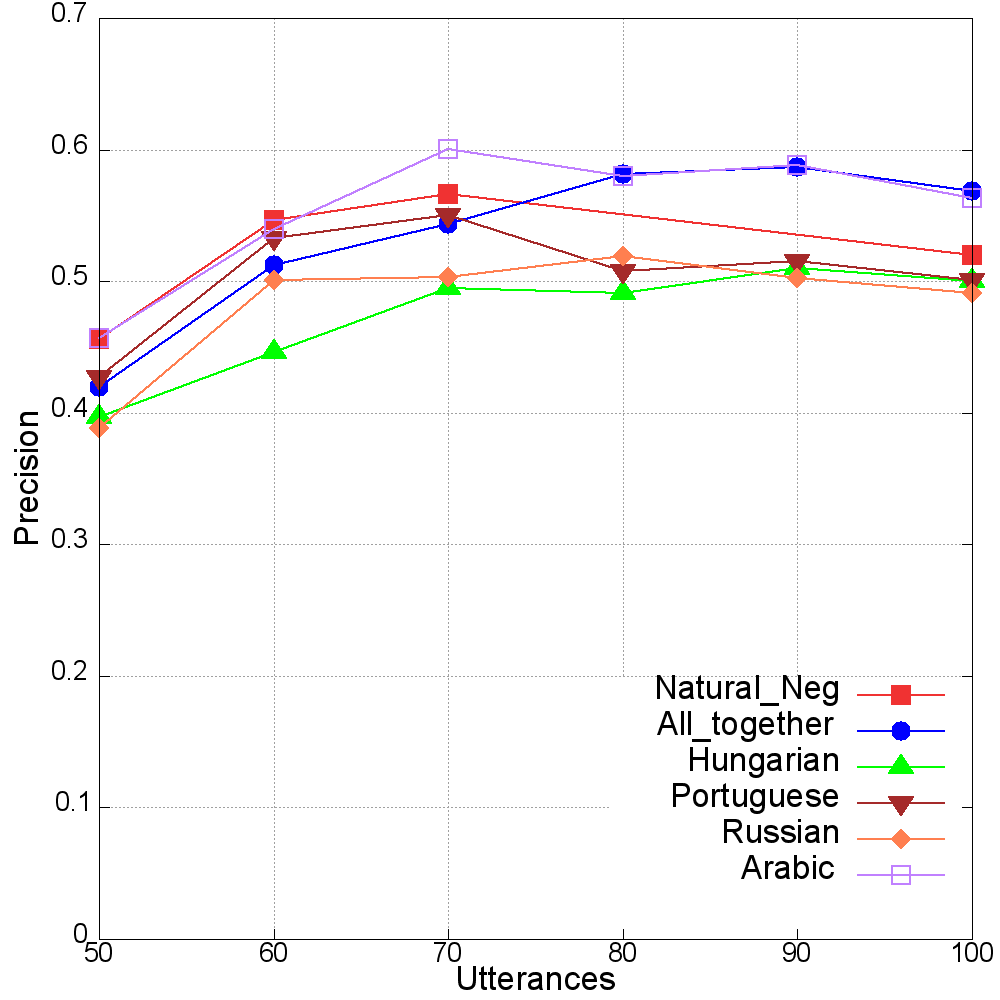 0.7
0.6
0.5
0.4
0.3
0.2
0.1
0
Precision
Natural_Neg
All_together
Hungarian
Portuguese
Russian
Arabic
50 60 70 80 90 100
Utterances